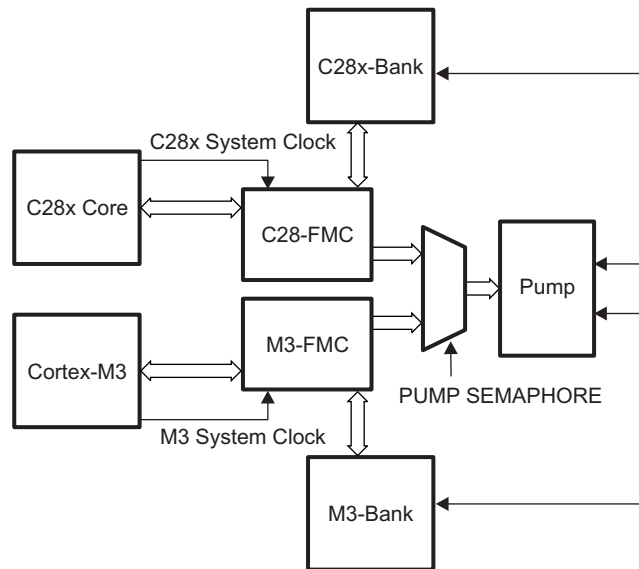 C28x-Bank
C28x System Clock
C28x Core
C28-FMC
Pump
M3-FMC
Cortex-M3
PUMP SEMAPHORE
M3 System Clock
M3-Bank